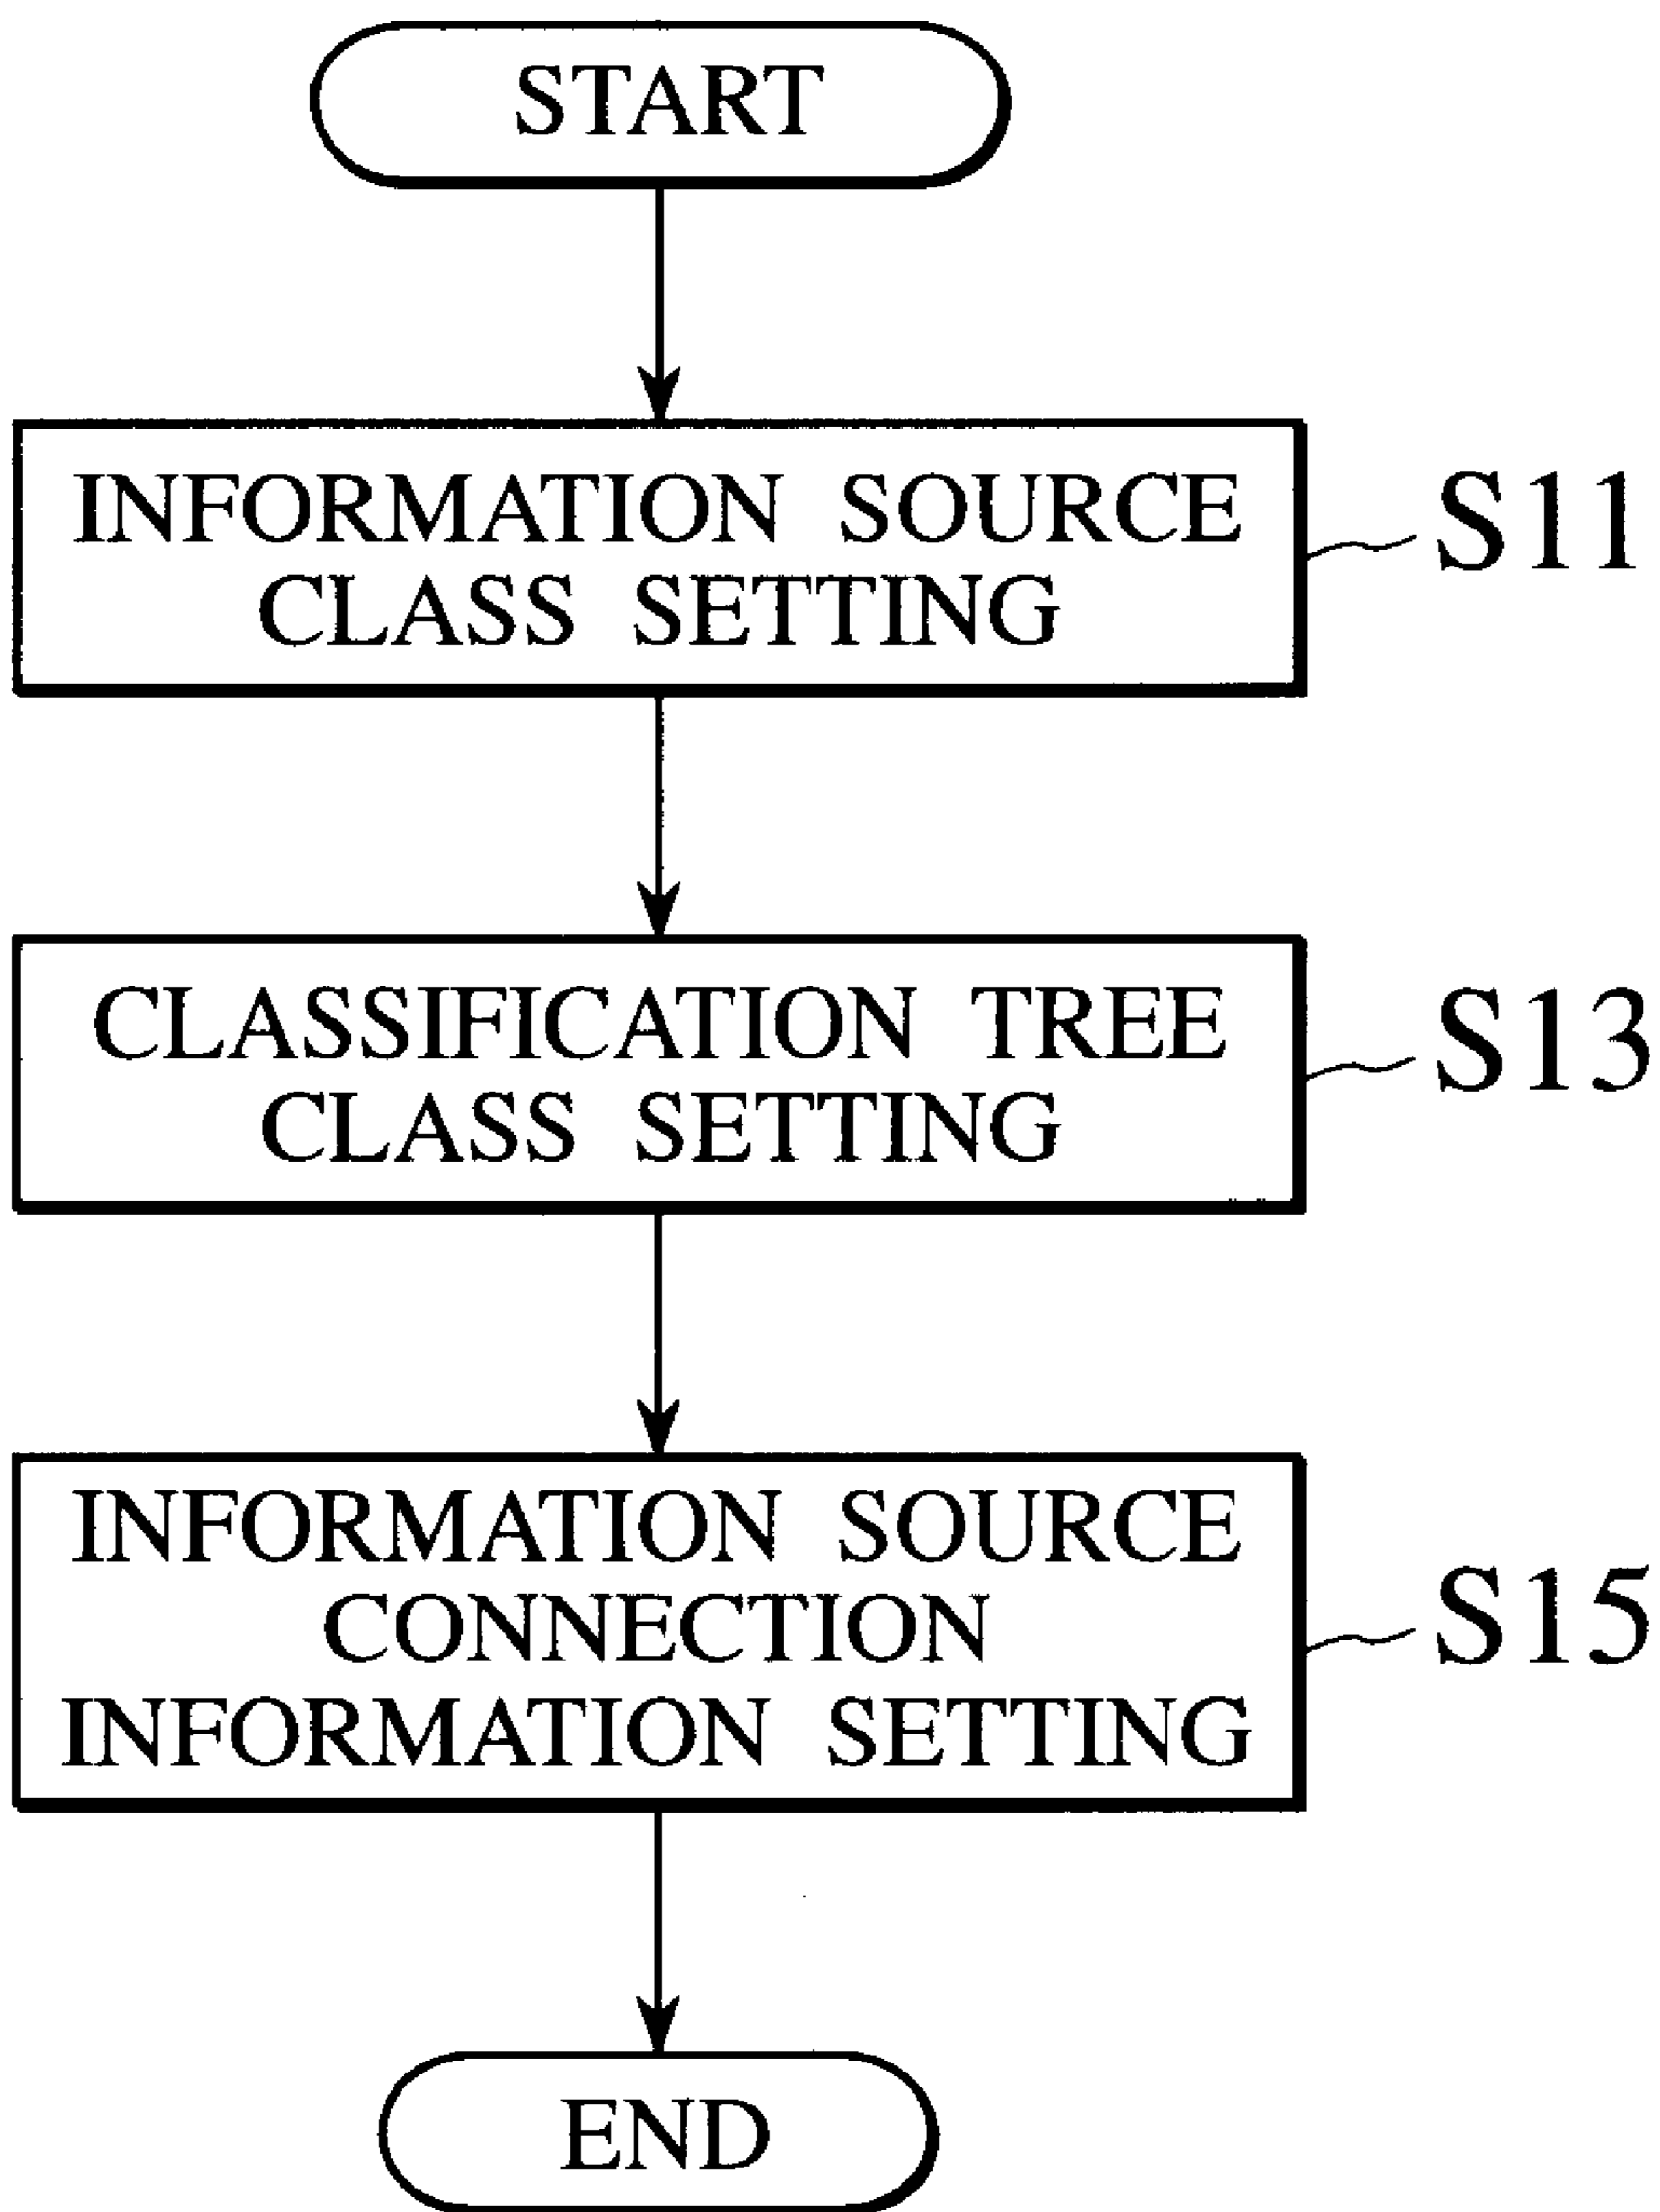 START
INFORMATION SOURCE
CLASS SETTING
S11
CLASSIFICATION TREE
CLASS SETTING
S13
INFORMATION SOURCE
CONNECTION
INFORMATION SETTING
S15
END